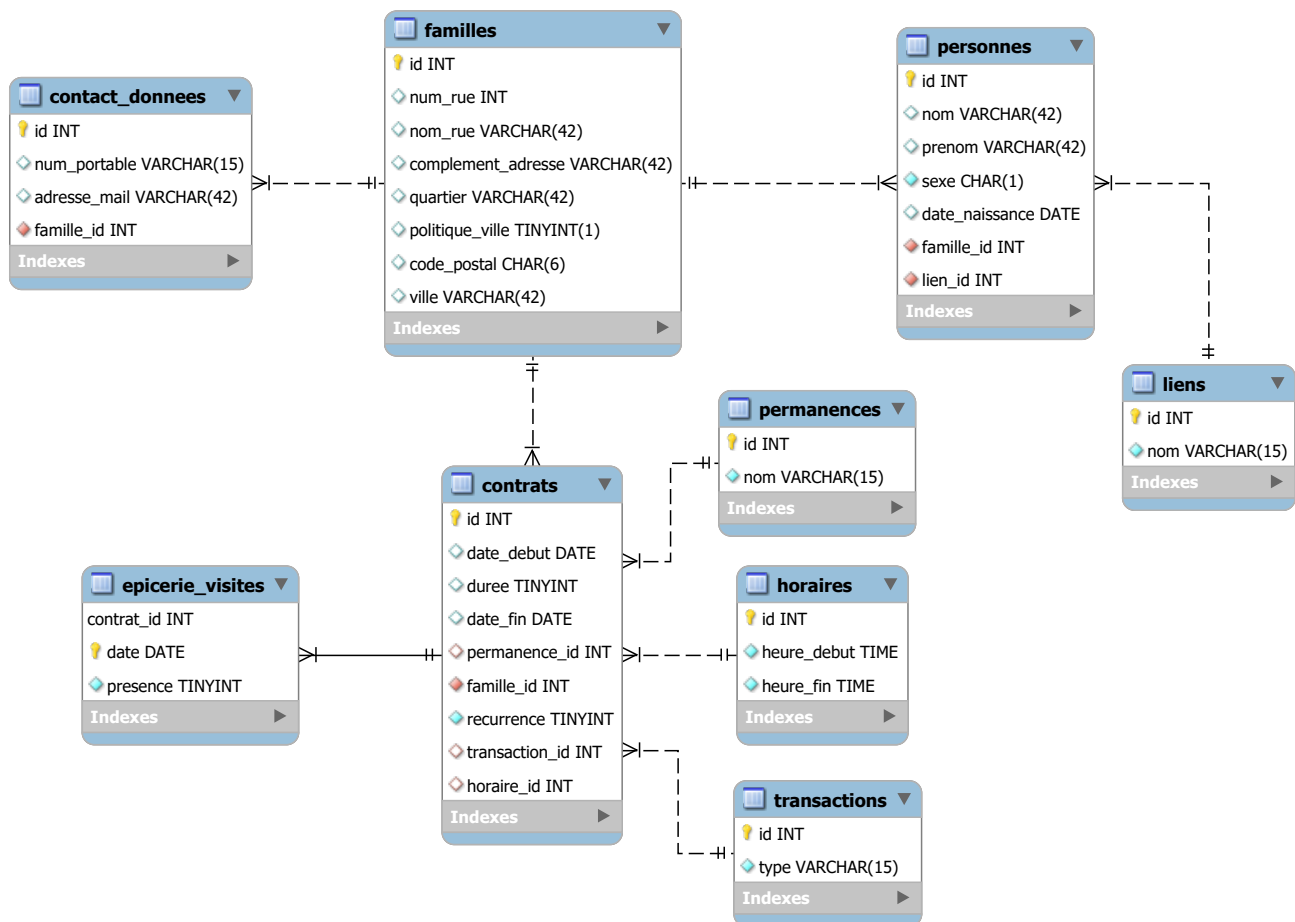 familles
id INT
num_rue INT
nom_rue VARCHAR(42)
complement_adresse VARCHAR(42)
quartier VARCHAR(42)
politique_ville TINYINT(1)
code_postal CHAR(6)
ville VARCHAR(42)
Indexes
personnes
id INT
nom VARCHAR(42)
prenom VARCHAR(42)
sexe CHAR(1)
date_naissance DATE
famille_id INT
lien_id INT
Indexes
contact_donnees
id INT
num_portable VARCHAR(15)
adresse_mail VARCHAR(42)
famille_id INT
Indexes
liens
id INT
nom VARCHAR(15)
Indexes
permanences
id INT
nom VARCHAR(15)
Indexes
contrats
id INT
date_debut DATE
duree TINYINT
date_fin DATE
permanence_id INT
famille_id INT
recurrence TINYINT
transaction_id INT
horaire_id INT
Indexes
epicerie_visites
contrat_id INT
date DATE
presence TINYINT
Indexes
horaires
id INT
heure_debut TIME
heure_fin TIME
Indexes
transactions
id INT
type VARCHAR(15)
Indexes